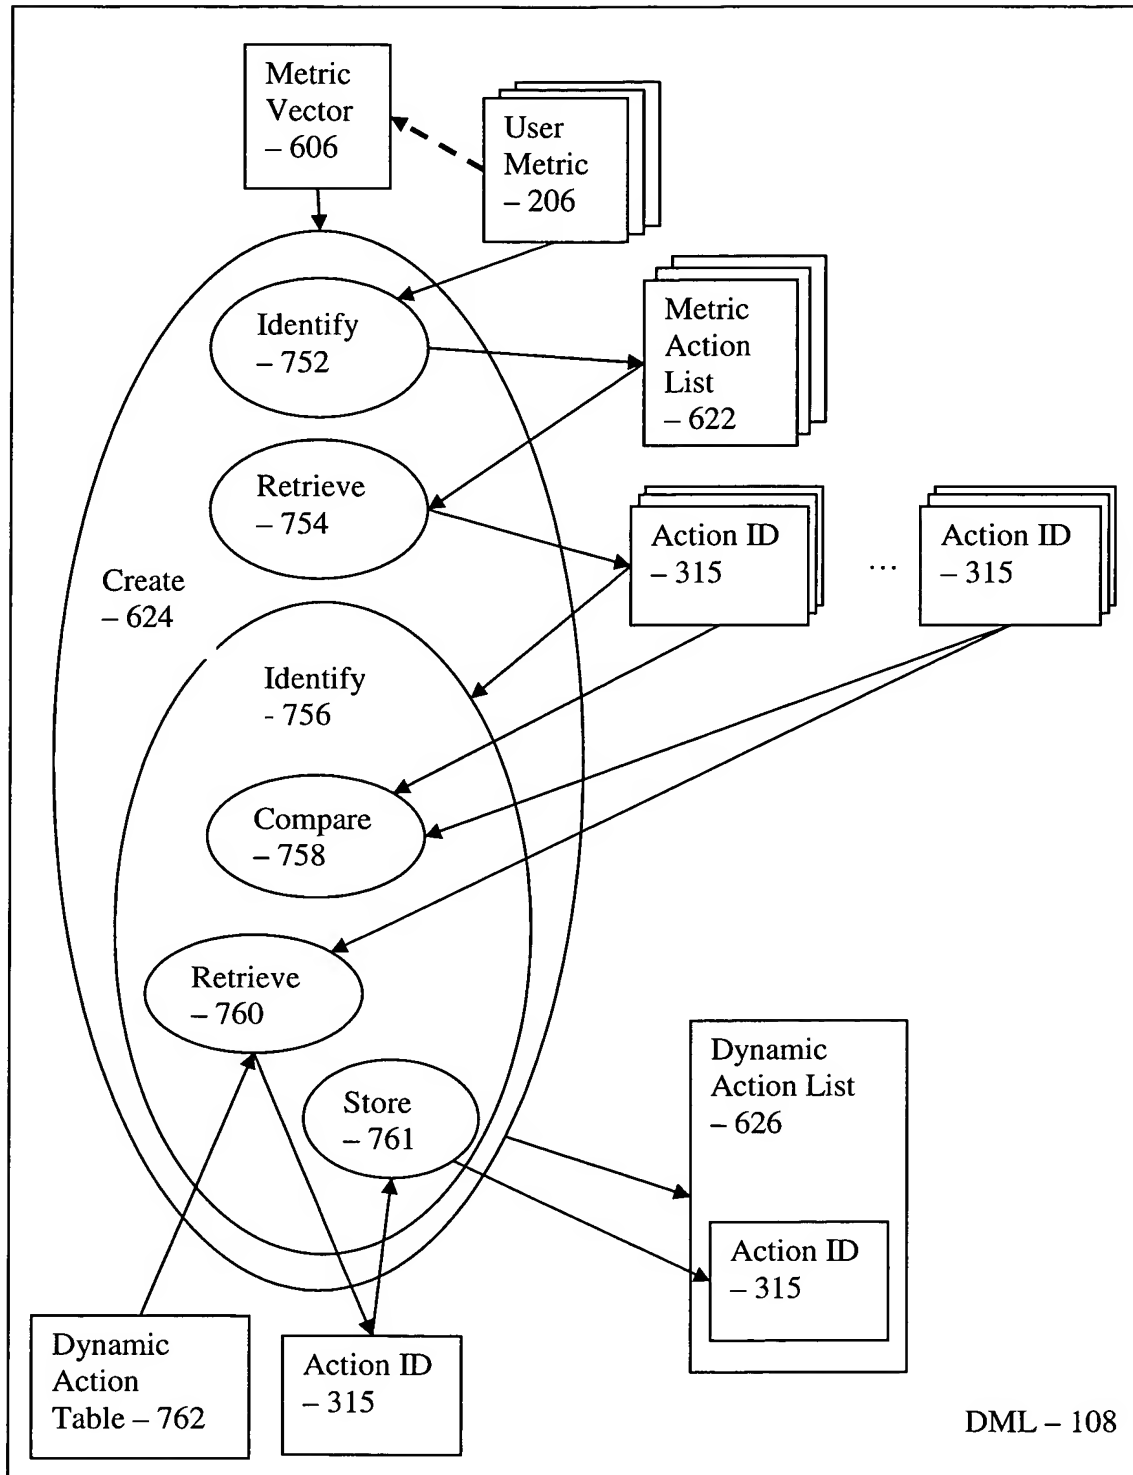 Metric
Vector
– 606
User
Metric
– 206
Identify
– 752
Metric
Action
List
– 622
Retrieve
– 754
Action ID
– 315
...
Action ID
– 315
Create
– 624
Identify
- 756
Compare
– 758
Retrieve
– 760
Store
– 761
Dynamic
Action List
– 626
Action ID
– 315
Dynamic
Action
Table – 762
Action ID
– 315
DML – 108